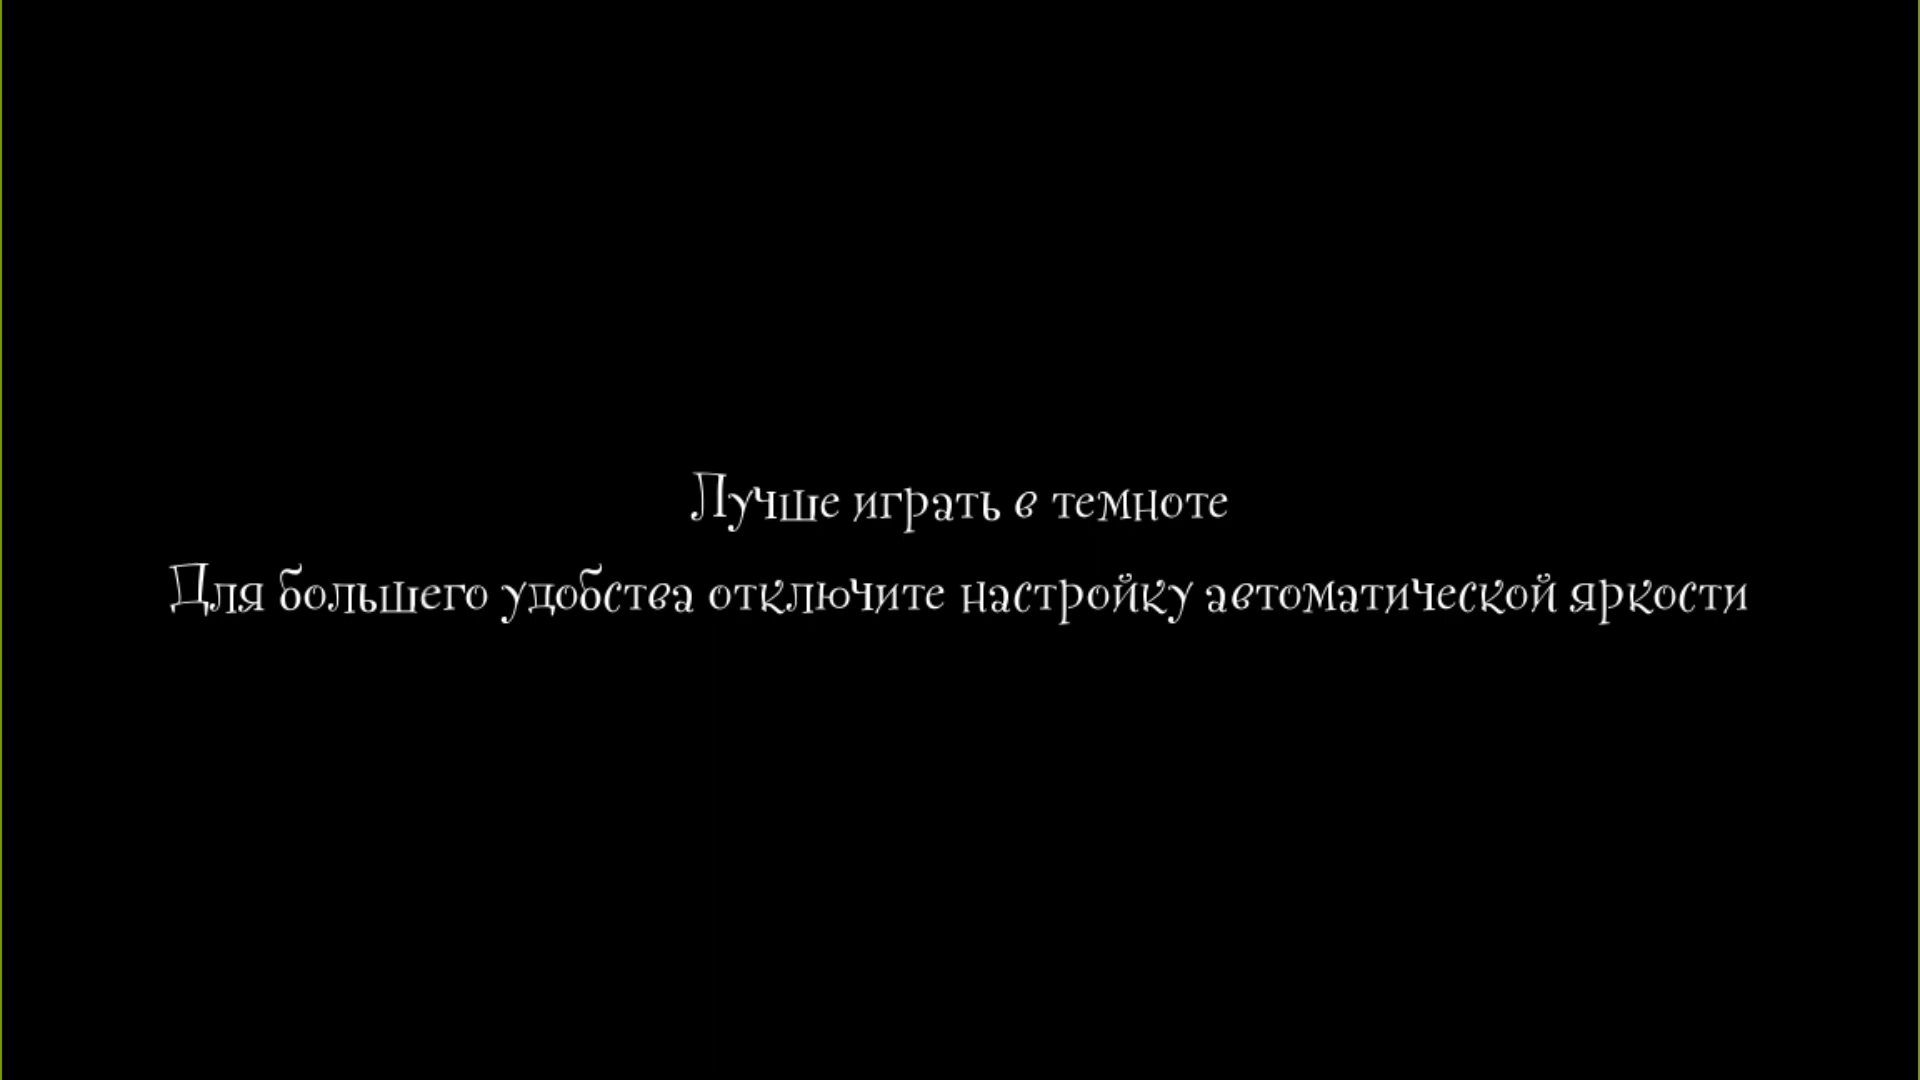 Лучше играть в темноте
Для большего удобства отключите настройку автоматической яркости